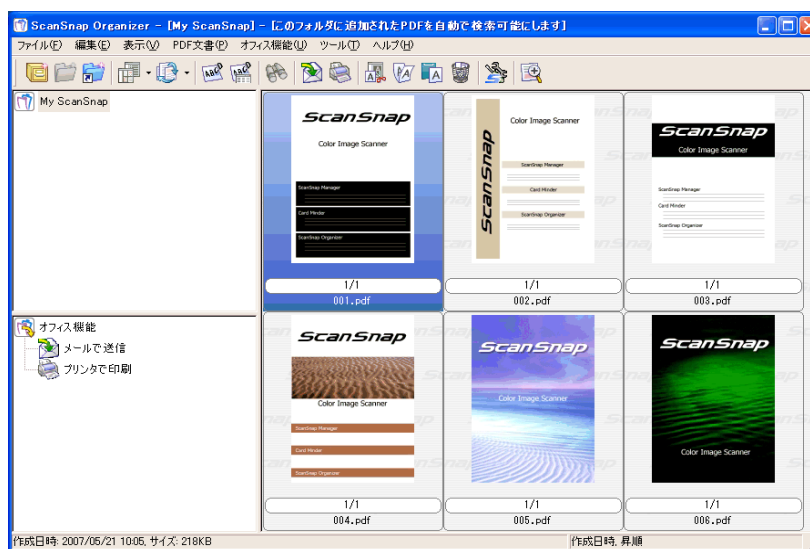 ScanSnap Organizer - [My ScanSnap] - [このフォルダに追加されたPDFを自動で検索可能にします]
ファイル(F) 編集(E) 表示(V) PDF文書(P) オフィス機能(U) ツール(T) ヘルプ(H)
My ScanSnap
ScanSnap
Color Image Scanner
ScanSnap Manager
Card Minder
ScanSnap Organizer
1/1
001.pdf
ScanSnap
Color Image Scanner
ScanSnap Manager
Card Minder
ScanSnap Organizer
1/1
002.pdf
ScanSnap
Color Image Scanner
ScanSnap Manager
Card Minder
ScanSnap Organizer
1/1
003.pdf
オフィス機能
メールで送信
プリンタで印刷
ScanSnap
Color Image Scanner
ScanSnap Manager
Card Minder
ScanSnap Organizer
1/1
004.pdf
ScanSnap
Color Image Scanner
1/1
005.pdf
ScanSnap
Color Image Scanner
1/1
006.pdf
作成日時: 2007/05/21 10:05, サイズ: 218KB
作成日時, 昇順